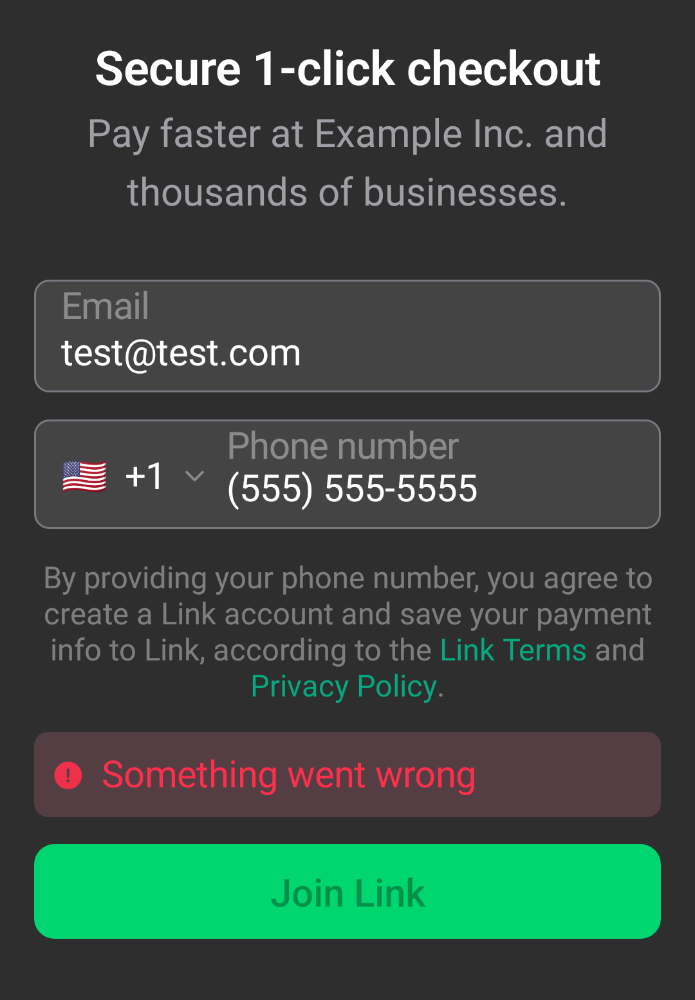 Secure 1-click checkout
Pay faster at Example Inc. and
thousands of businesses.
Email
test@test.com
Phone number
+1 (555) 555-5555
By providing your phone number, you agree to
create a Link account and save your payment
info to Link, according to the Link Terms and
Privacy Policy.
Something went wrong
Join Link